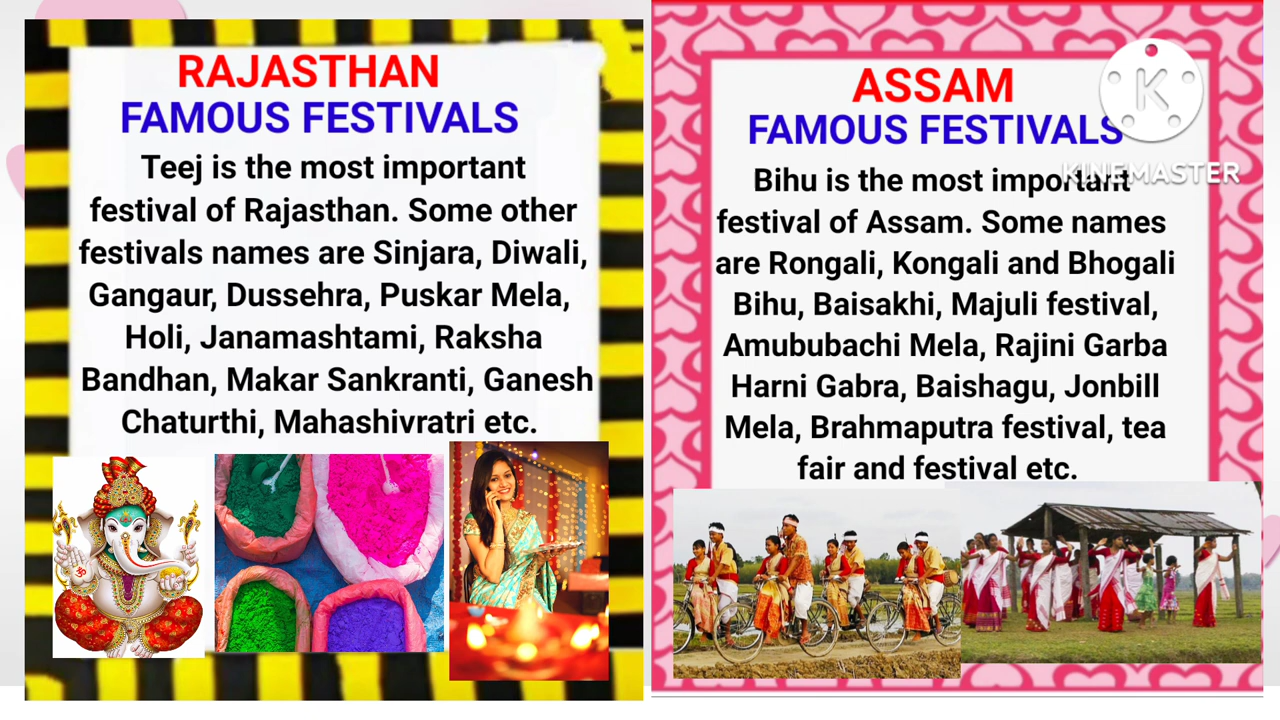 RAJASTHAN
FAMOUS FESTIVALS
Teej is the most important
festival of Rajasthan. Some other
festivals names are Sinjara, Diwali,
Gangaur, Dussehra, Puskar Mela,
Holi, Janamashtami, Raksha
Bandhan, Makar Sankranti, Ganesh
Chaturthi, Mahashivratri etc.
ASSAM
FAMOUS FESTIVALS
Bihu is the most important
festival of Assam. Some names
are Rongali, Kongali and Bhogali
Bihu, Baisakhi, Majuli festival,
Amububachi Mela, Rajini Garba
Harni Gabra, Baishagu, Jonbill
Mela, Brahmaputra festival, tea
fair and festival etc.
K
KINEMASTER